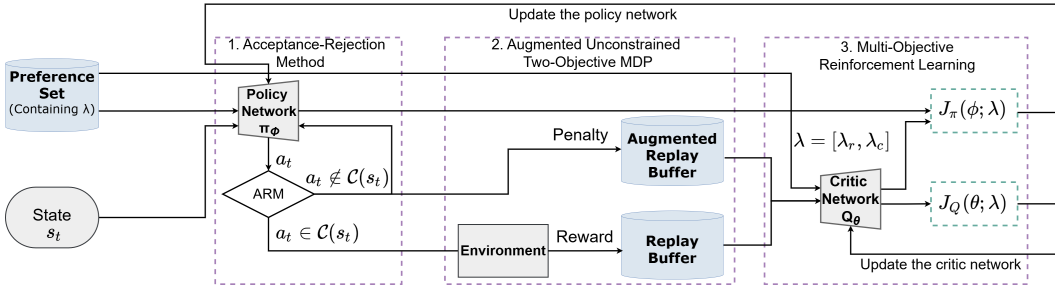 Update the policy network
1. Acceptance-Rejection
Method
2. Augmented Unconstrained
Two-Objective MDP
3. Multi-Objective
Reinforcement Learning
Preference
Set
(Containing λ)
Policy
Network
π_ϕ
J_π(ϕ; λ)
Penalty
Augmented
Replay
Buffer
λ = [λ_r, λ_c]
a_t
a_t ∉ C(s_t)
ARM
Critic
Network
Q_θ
J_Q(θ; λ)
State
s_t
a_t ∈ C(s_t)
Environment
Reward
Replay
Buffer
Update the critic network